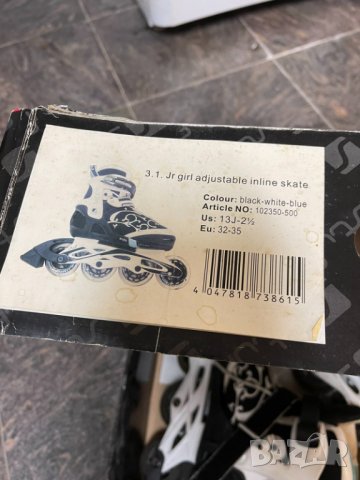 3.1. Jr girl adjustable inline skate
Colour: black-white-blue
Article NO: 102350-500
Us: 13J-2½
Eu: 32-35
4 047818 738615
BAZAR